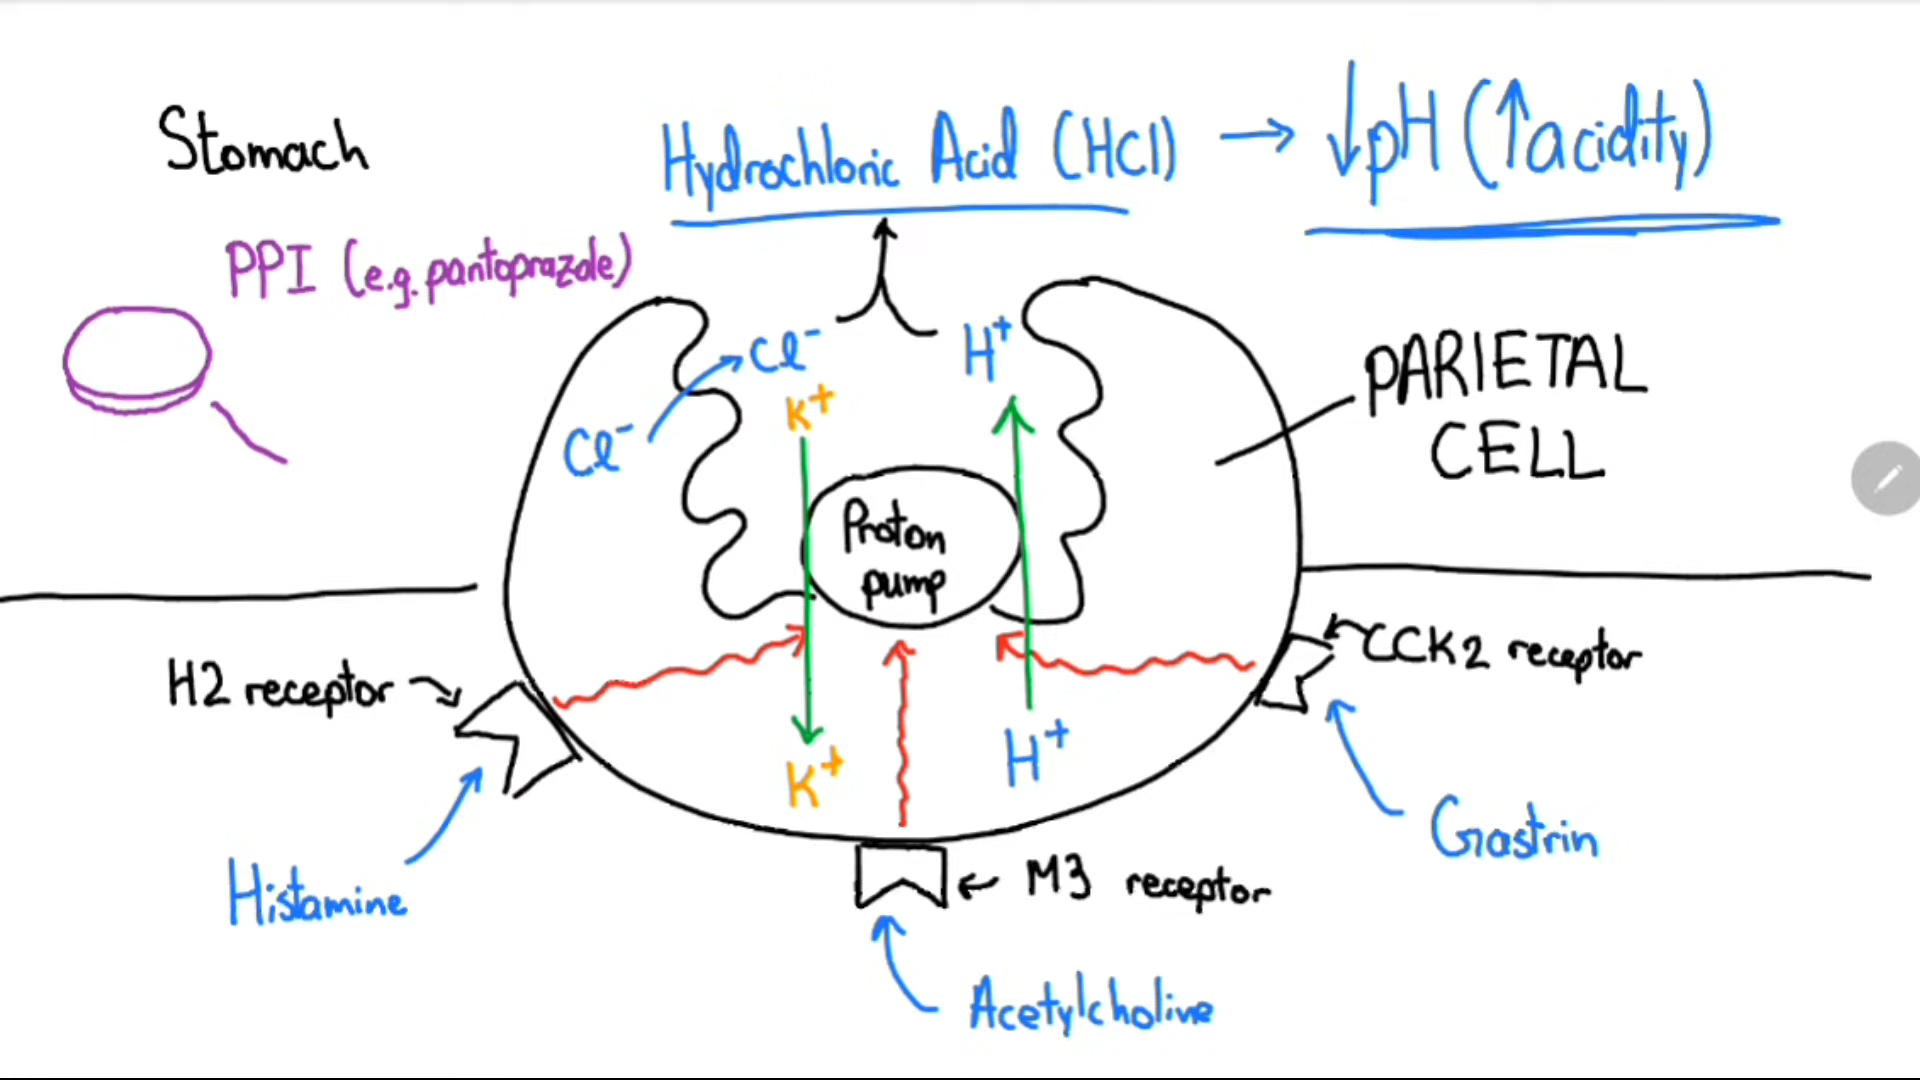 Stomach
Hydrochloric Acid (HCl) → ↓pH (↑acidity)
PPI (e.g. pantoprazole)
Cl⁻
H⁺
K⁺
Cl⁻
PARIETAL
CELL
Proton
pump
H2 receptor
CCK2 receptor
K⁺
H⁺
Histamine
M3 receptor
Gastrin
Acetylcholine